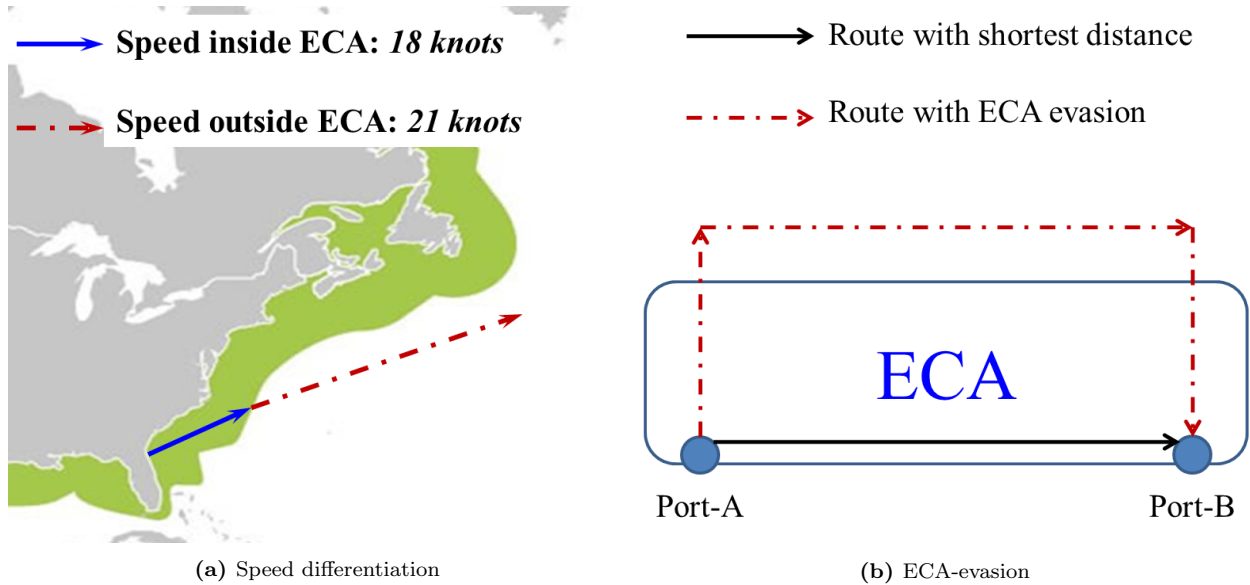 Speed inside ECA: 18 knots
Speed outside ECA: 21 knots
(a) Speed differentiation
Route with shortest distance
Route with ECA evasion
ECA
Port-A
Port-B
(b) ECA-evasion